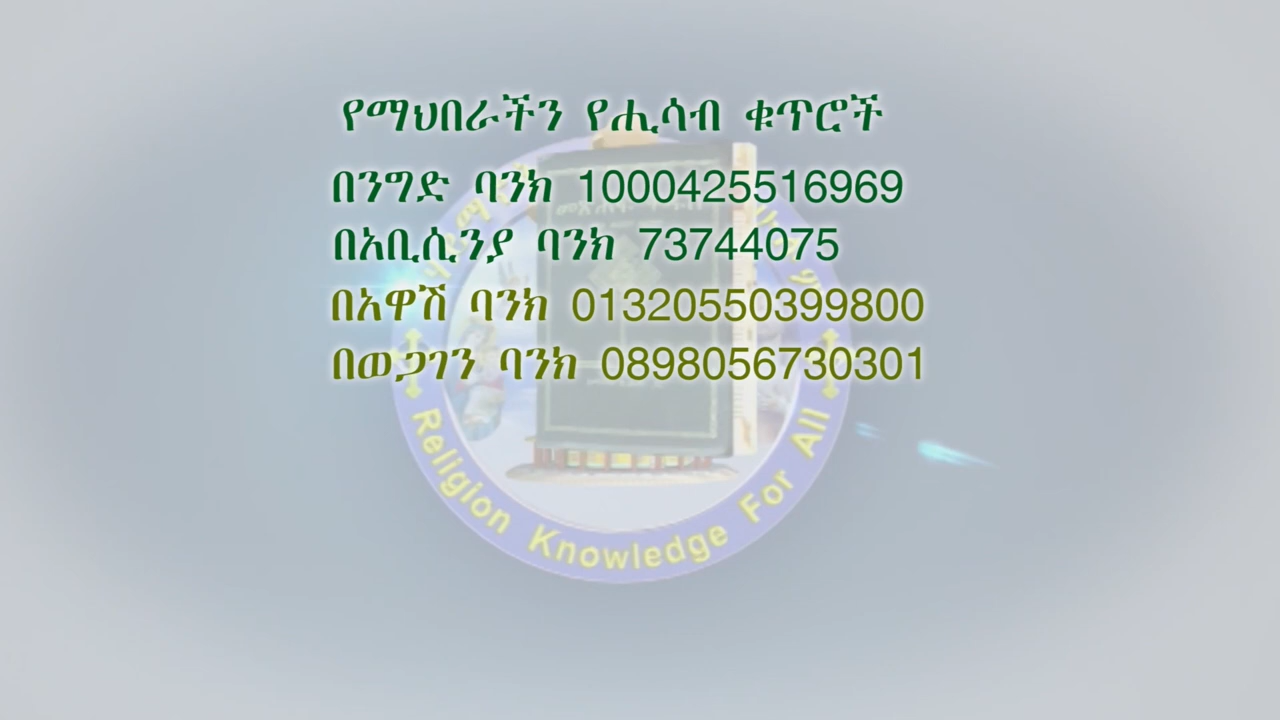 የማህበራችን የሒሳብ ቁጥሮች
በንግድ ባንክ 1000425516969
በአቢሲንያ ባንክ 73744075
በአዋሽ ባንክ 01320550399800
በወጋገን ባንክ 0898056730301
Religion Knowledge For All